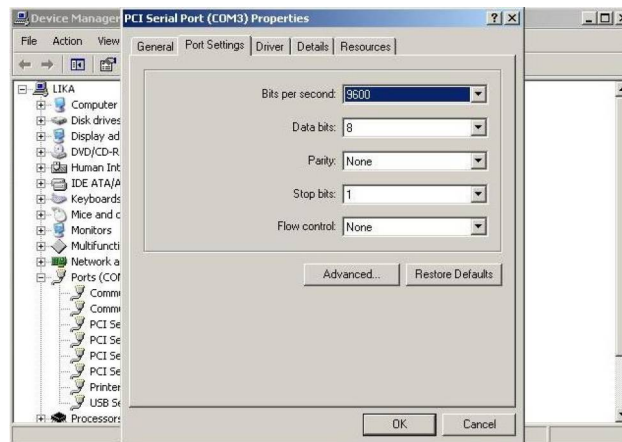 Device Manager
PCI Serial Port (COM3) Properties
File Action View
General Port Settings Driver Details Resources
LIKA
Computer
Disk drives
Display ad
DVD/CD-R
Human Int
IDE ATA/A
Keyboards
Mice and o
Monitors
Multifuncti
Network a
Ports (CO
Commu
Commu
PCI Se
PCI Se
PCI Se
PCI Se
Printer
USB Se
Processors
Bits per second: 9600
Data bits: 8
Parity: None
Stop bits: 1
Flow control: None
Advanced... Restore Defaults
OK Cancel